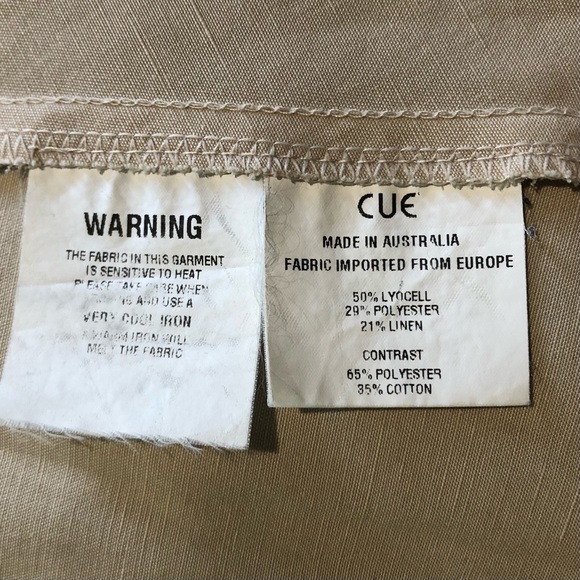 WARNING
THE FABRIC IN THIS GARMENT
IS SENSITIVE TO HEAT
PLEASE TAKE CARE WHEN
AND USE A
VERY COOL IRON
A WARM IRON WILL
MELT THE FABRIC
CUE
MADE IN AUSTRALIA
FABRIC IMPORTED FROM EUROPE
50% LYOCELL
29% POLYESTER
21% LINEN
CONTRAST
65% POLYESTER
35% COTTON